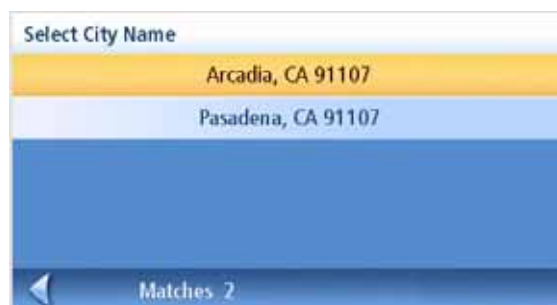 Select City Name
Arcadia, CA 91107
Pasadena, CA 91107
Matches 2